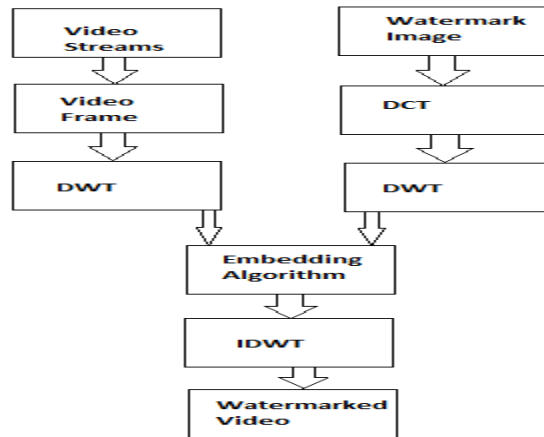 Video
Streams
Watermark
Image
Video
Frame
DCT
DWT
DWT
Embedding
Algorithm
IDWT
Watermarked
Video